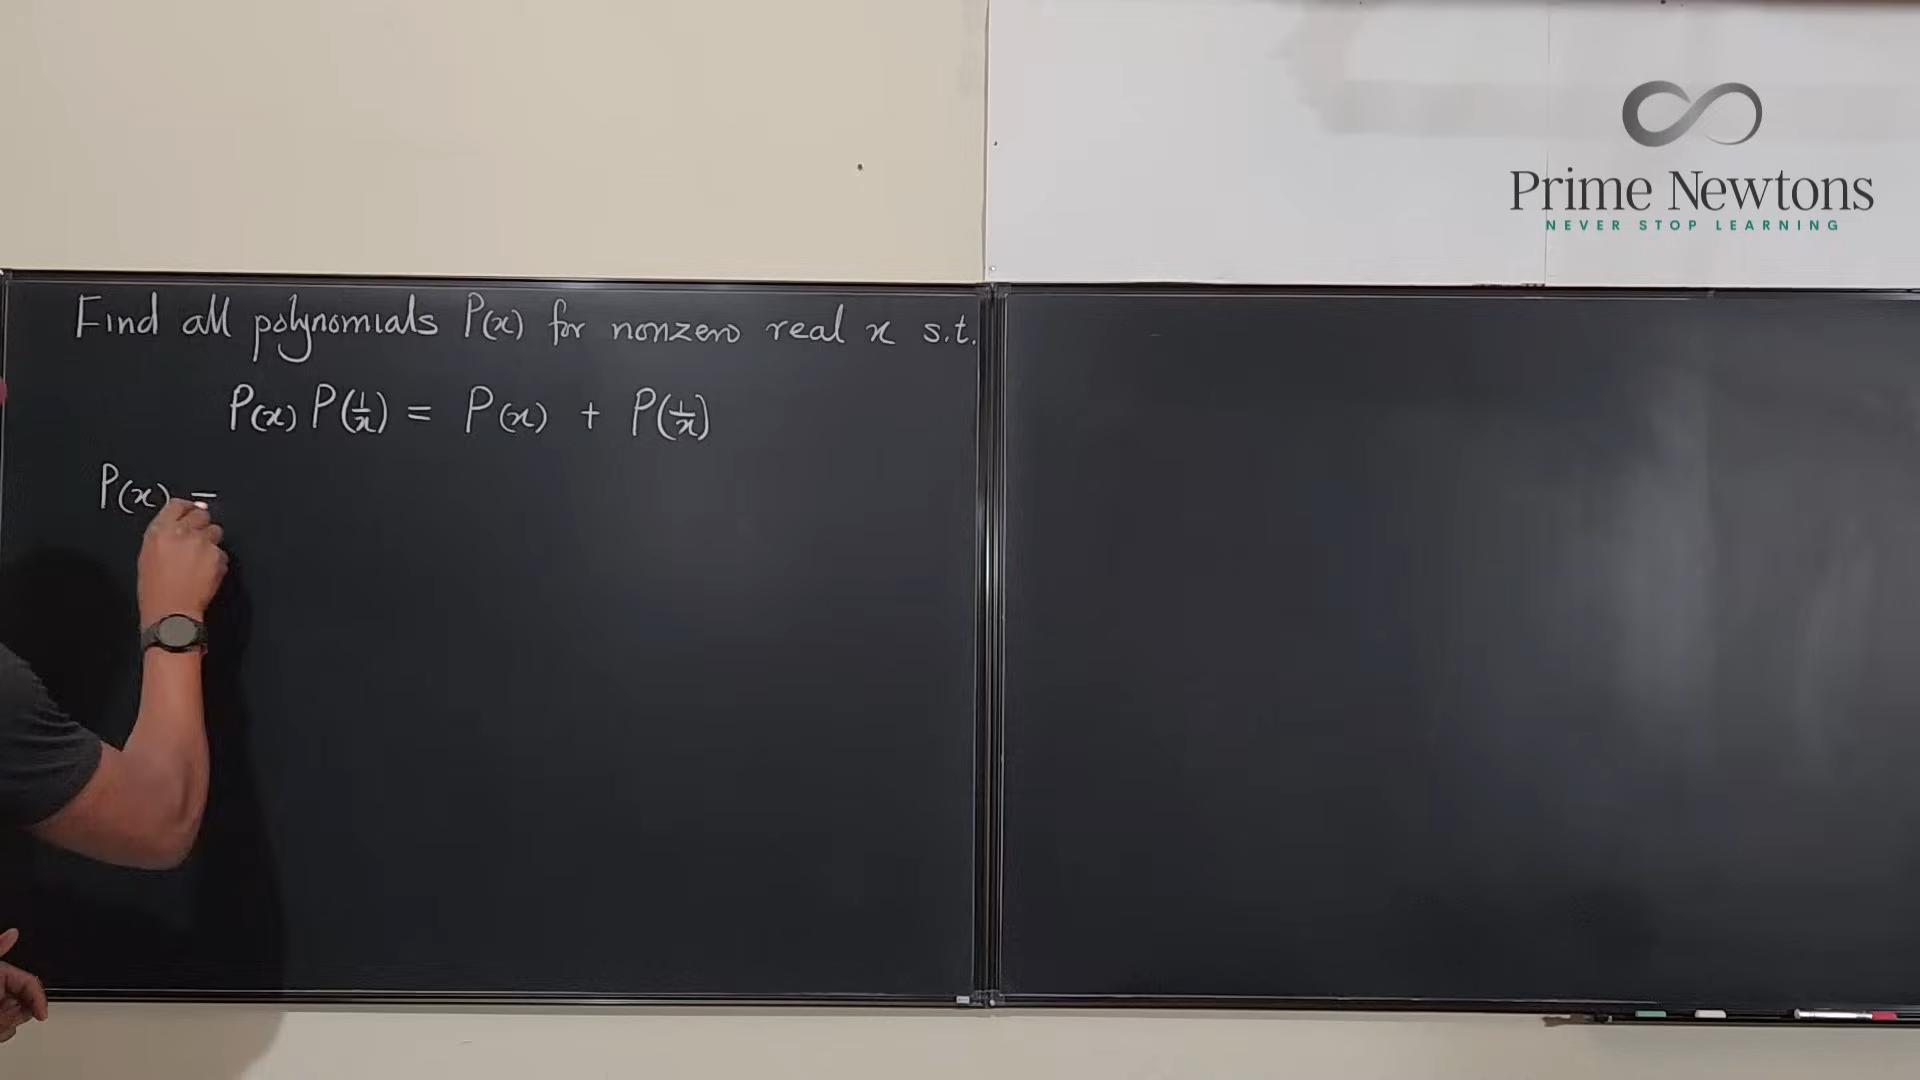 Prime Newtons
NEVER STOP LEARNING
Find all polynomials P(x) for nonzero real x s.t.
P(x) P(1/x) = P(x) + P(1/x)
P(x) =